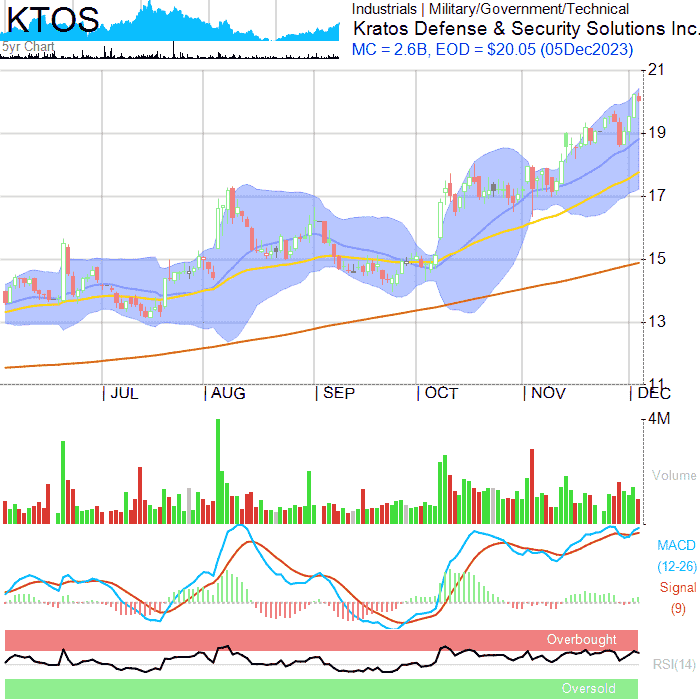 KTOS
5yr Chart
Industrials | Military/Government/Technical
Kratos Defense & Security Solutions Inc.
MC = 2.6B, EOD = $20.05 (05Dec2023)
21
19
17
15
13
11
JUL AUG SEP OCT NOV DEC
4M
Volume
MACD
(12-26)
Signal
(9)
Overbought
RSI(14)
Oversold